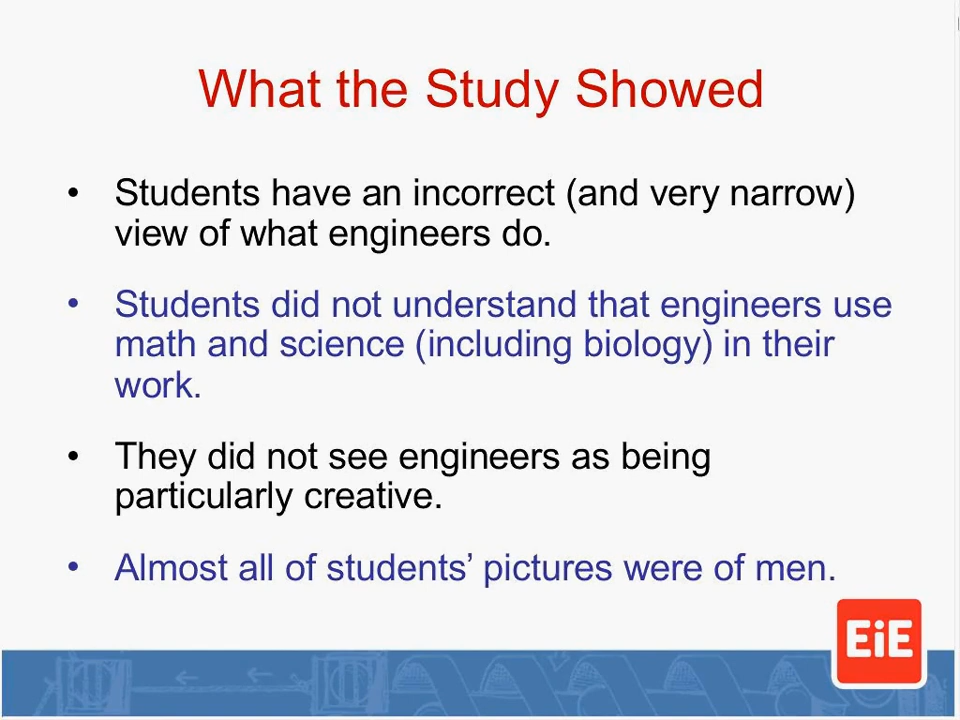 What the Study Showed
• Students have an incorrect (and very narrow)
view of what engineers do.
• Students did not understand that engineers use
math and science (including biology) in their
work.
• They did not see engineers as being
particularly creative.
• Almost all of students’ pictures were of men.
EiE